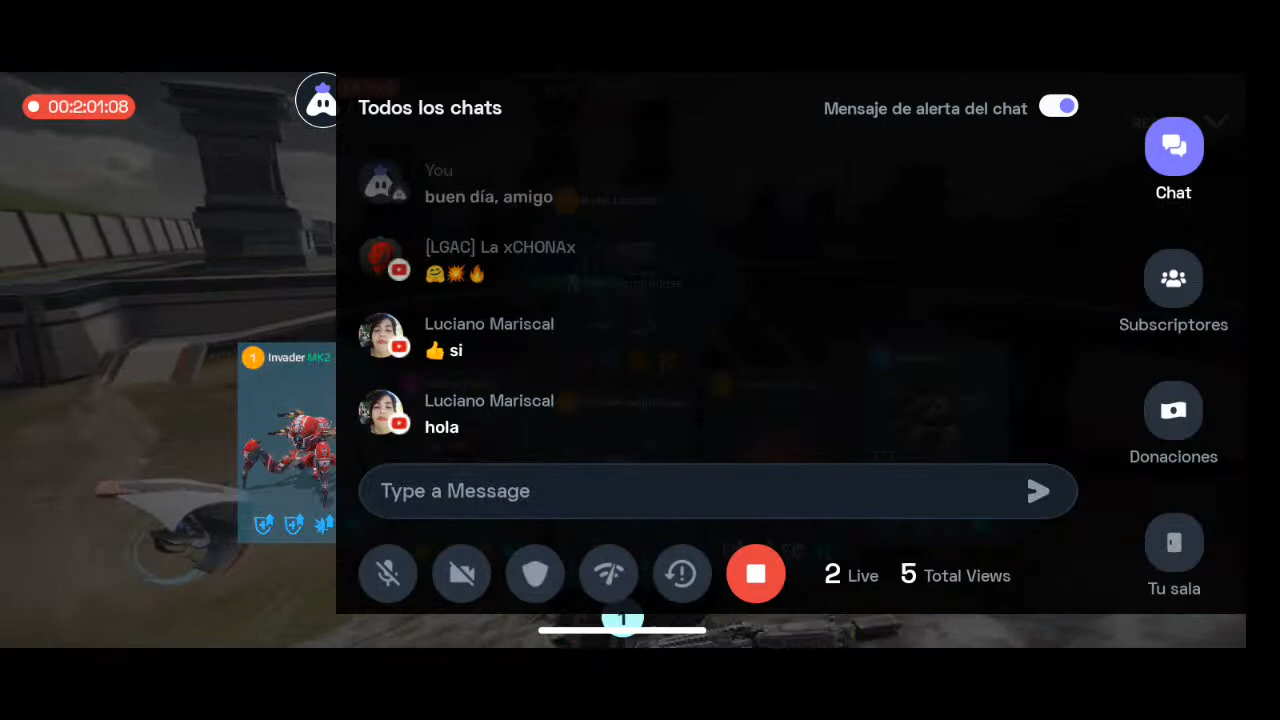 00:2:01:08
Todos los chats
Mensaje de alerta del chat
You
buen día, amigo
[LGAC] La xCHONAx
🤗💥🔥
Luciano Mariscal
👍 si
Luciano Mariscal
hola
Type a Message
2 Live 5 Total Views
Chat
Subscriptores
Donaciones
Tu sala
1 Invader MK2
1